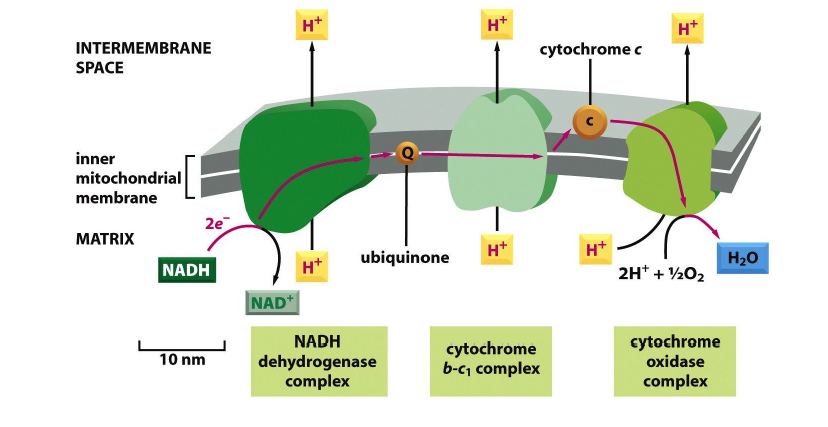 H+
H+
H+
INTERMEMBRANE
SPACE
cytochrome c
c
Q
inner
mitochondrial
membrane
2e–
MATRIX
NADH
H+
ubiquinone
H+
H+
H2O
2H+ + ½O2
NAD+
10 nm
NADH
dehydrogenase
complex
cytochrome
b-c1 complex
cytochrome
oxidase
complex